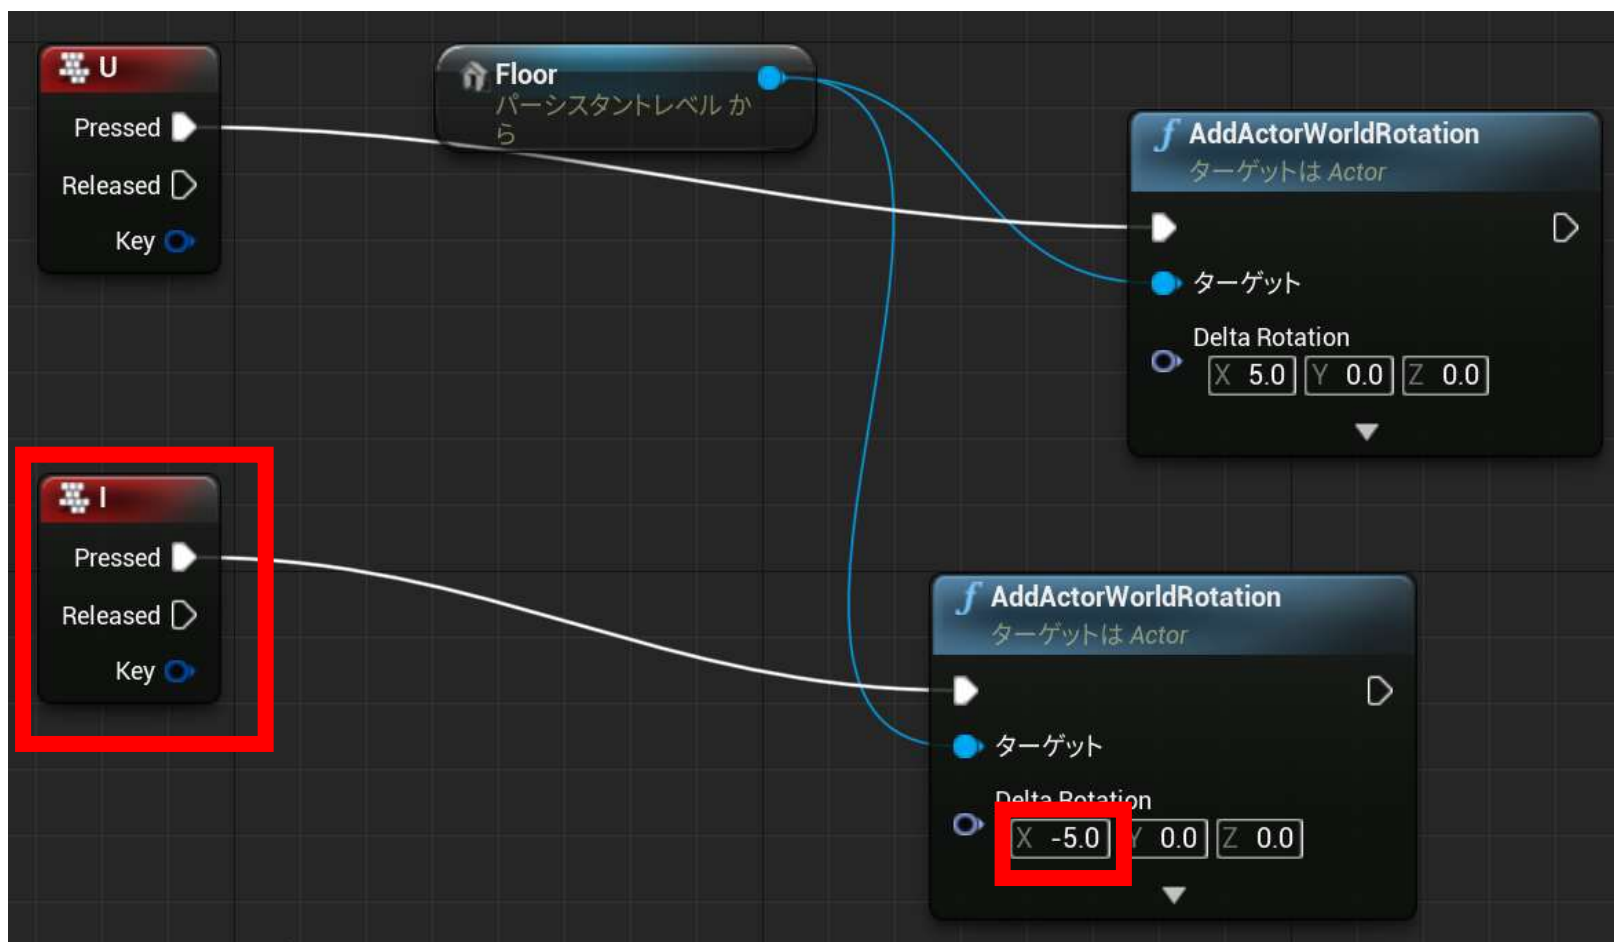 U
Pressed
Released
Key
Floor
パーシスタントレベル か
ら
AddActorWorldRotation
ターゲットは Actor
ターゲット
Delta Rotation
X 5.0 Y 0.0 Z 0.0
I
Pressed
Released
Key
AddActorWorldRotation
ターゲットは Actor
ターゲット
Delta Rotation
X -5.0 Y 0.0 Z 0.0